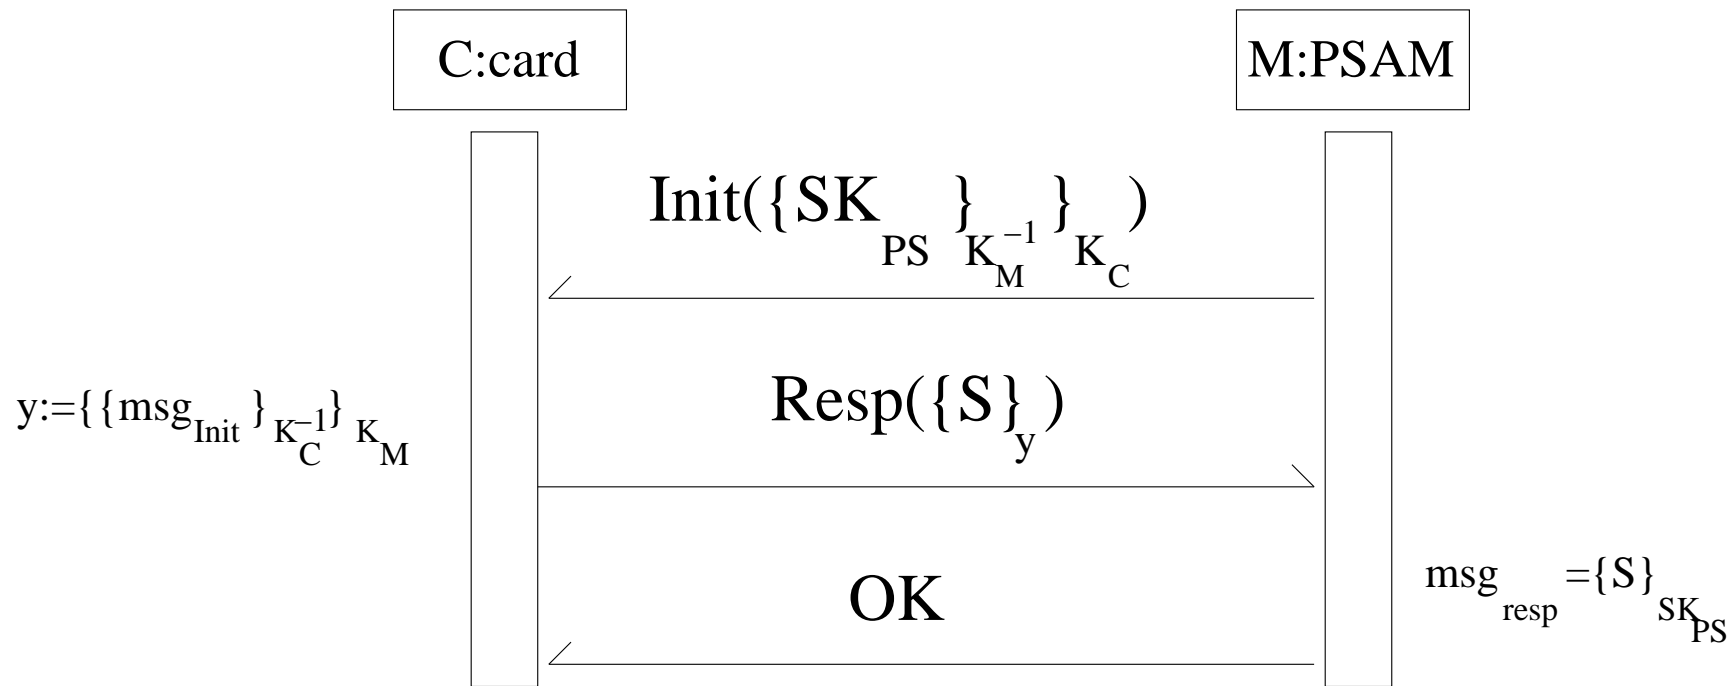 C:card
M:PSAM
Init({SK_PS }_K_M^−1 }_K_C )
y:={{msg_Init }_K_C^−1 }_K_M
Resp({S}_y )
OK
msg_resp ={S}_SK_PS